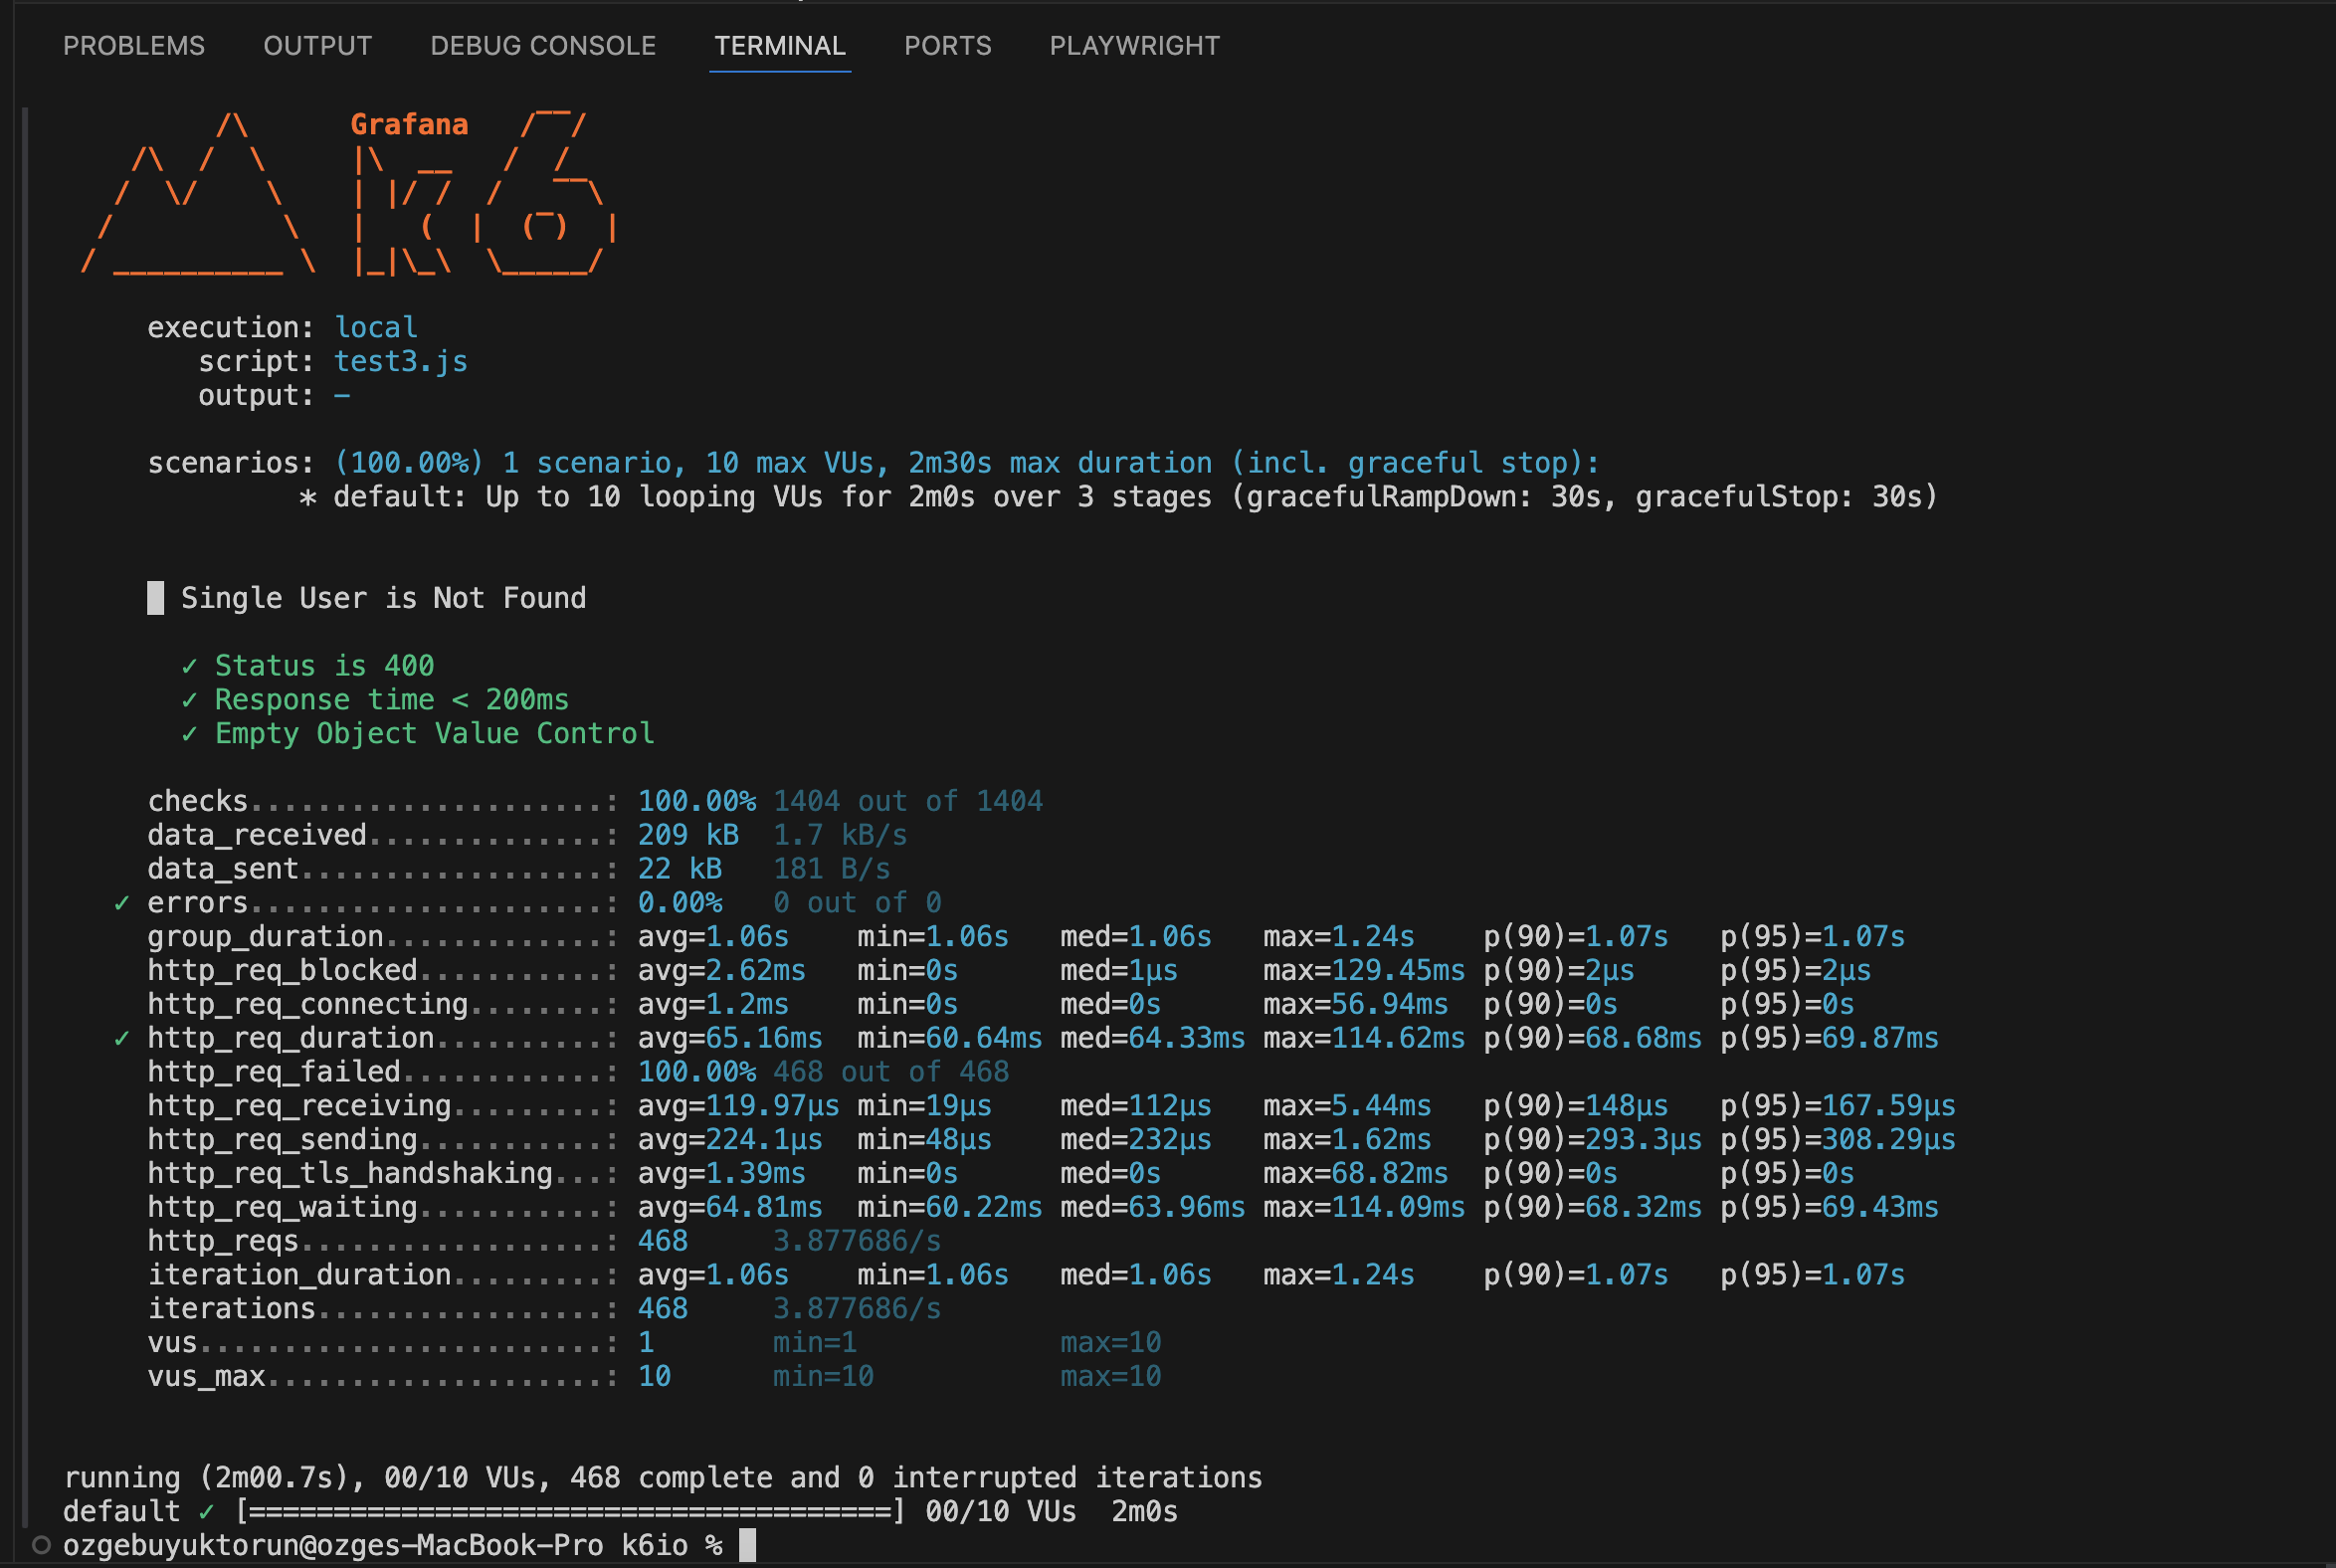 PROBLEMS OUTPUT DEBUG CONSOLE TERMINAL PORTS PLAYWRIGHT
Grafana
execution: local
script: test3.js
output: -
scenarios: (100.00%) 1 scenario, 10 max VUs, 2m30s max duration (incl. graceful stop):
* default: Up to 10 looping VUs for 2m0s over 3 stages (gracefulRampDown: 30s, gracefulStop: 30s)
█ Single User is Not Found
✓ Status is 400
✓ Response time < 200ms
✓ Empty Object Value Control
checks.....................: 100.00% 1404 out of 1404
data_received..............: 209 kB 1.7 kB/s
data_sent..................: 22 kB 181 B/s
✓ errors.....................: 0.00% 0 out of 0
group_duration.............: avg=1.06s min=1.06s med=1.06s max=1.24s p(90)=1.07s p(95)=1.07s
http_req_blocked...........: avg=2.62ms min=0s med=1µs max=129.45ms p(90)=2µs p(95)=2µs
http_req_connecting........: avg=1.2ms min=0s med=0s max=56.94ms p(90)=0s p(95)=0s
✓ http_req_duration..........: avg=65.16ms min=60.64ms med=64.33ms max=114.62ms p(90)=68.68ms p(95)=69.87ms
http_req_failed............: 100.00% 468 out of 468
http_req_receiving.........: avg=119.97µs min=19µs med=112µs max=5.44ms p(90)=148µs p(95)=167.59µs
http_req_sending...........: avg=224.1µs min=48µs med=232µs max=1.62ms p(90)=293.3µs p(95)=308.29µs
http_req_tls_handshaking...: avg=1.39ms min=0s med=0s max=68.82ms p(90)=0s p(95)=0s
http_req_waiting...........: avg=64.81ms min=60.22ms med=63.96ms max=114.09ms p(90)=68.32ms p(95)=69.43ms
http_reqs..................: 468 3.877686/s
iteration_duration.........: avg=1.06s min=1.06s med=1.06s max=1.24s p(90)=1.07s p(95)=1.07s
iterations.................: 468 3.877686/s
vus........................: 1 min=1 max=10
vus_max....................: 10 min=10 max=10
running (2m00.7s), 00/10 VUs, 468 complete and 0 interrupted iterations
default ✓ [======================================] 00/10 VUs 2m0s
ozgebuyuktorun@ozges-MacBook-Pro k6io %